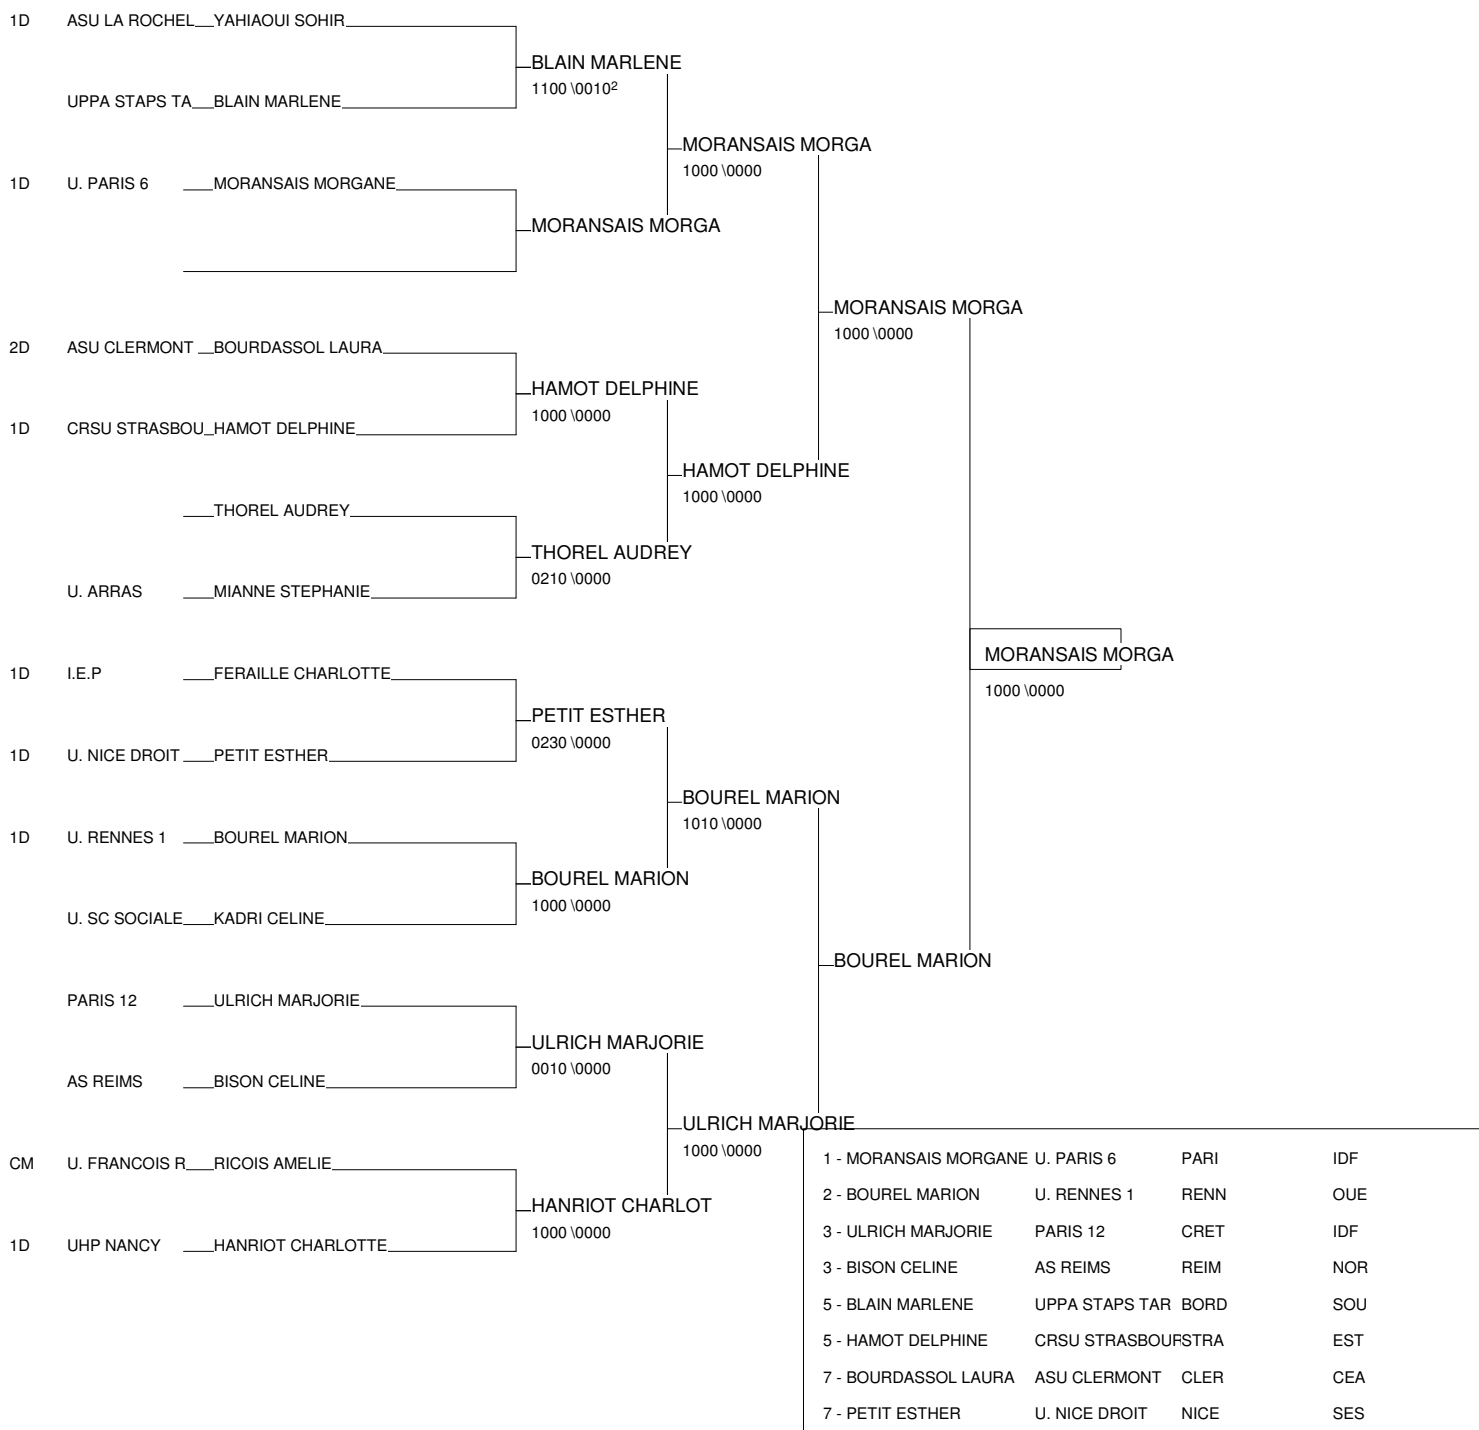 1D ASU LA ROCHEL YAHIAOUI SOHIR
BLAIN MARLENE
1100 \0010²
UPPA STAPS TA BLAIN MARLENE
MORANSAIS MORGA
1000 \0000
1D U. PARIS 6 MORANSAIS MORGANE
MORANSAIS MORGA
MORANSAIS MORGA
1000 \0000
2D ASU CLERMONT BOURDASSOL LAURA
HAMOT DELPHINE
1000 \0000
1D CRSU STRASBOU HAMOT DELPHINE
HAMOT DELPHINE
1000 \0000
THOREL AUDREY
THOREL AUDREY
0210 \0000
U. ARRAS MIANNE STEPHANIE
MORANSAIS MORGA
1000 \0000
1D I.E.P FERAILLE CHARLOTTE
PETIT ESTHER
0230 \0000
1D U. NICE DROIT PETIT ESTHER
BOUREL MARION
1010 \0000
1D U. RENNES 1 BOUREL MARION
BOUREL MARION
1000 \0000
U. SC SOCIALE KADRI CELINE
BOUREL MARION
PARIS 12 ULRICH MARJORIE
ULRICH MARJORIE
0010 \0000
AS REIMS BISON CELINE
ULRICH MARJORIE
1000 \0000
CM U. FRANCOIS R RICOIS AMELIE
HANRIOT CHARLOT
1000 \0000
1D UHP NANCY HANRIOT CHARLOTTE
1 - MORANSAIS MORGANE U. PARIS 6 PARI IDF
2 - BOUREL MARION U. RENNES 1 RENN OUE
3 - ULRICH MARJORIE PARIS 12 CRET IDF
3 - BISON CELINE AS REIMS REIM NOR
5 - BLAIN MARLENE UPPA STAPS TAR BORD SOU
5 - HAMOT DELPHINE CRSU STRASBOUR STRA EST
7 - BOURDASSOL LAURA ASU CLERMONT CLER CEA
7 - PETIT ESTHER U. NICE DROIT NICE SES